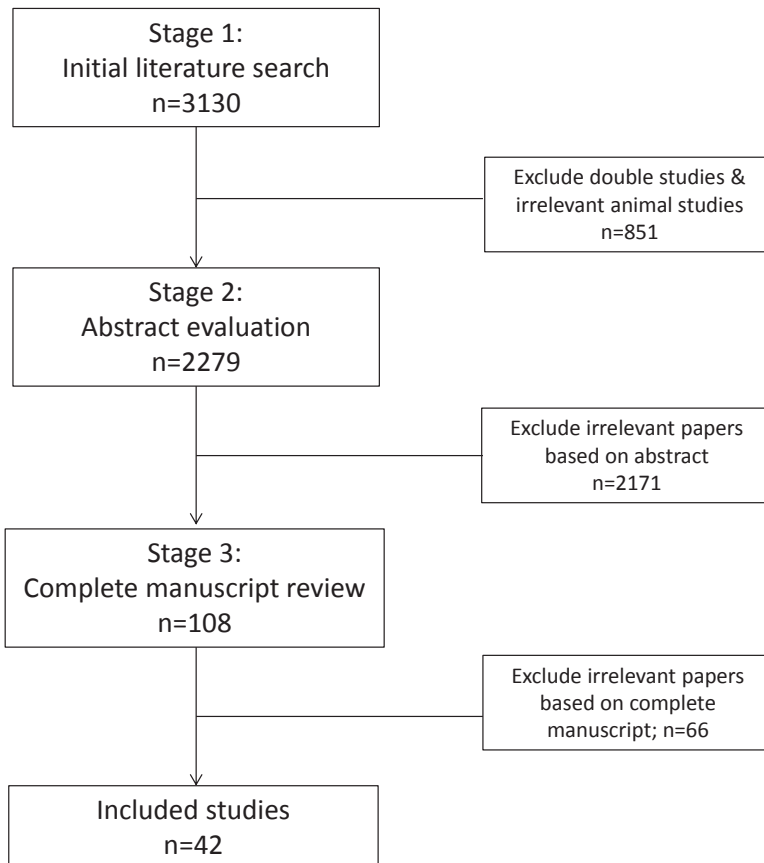 Stage 1:
Initial literature search
n=3130
Exclude double studies &
irrelevant animal studies
n=851
Stage 2:
Abstract evaluation
n=2279
Exclude irrelevant papers
based on abstract
n=2171
Stage 3:
Complete manuscript review
n=108
Exclude irrelevant papers
based on complete
manuscript; n=66
Included studies
n=42